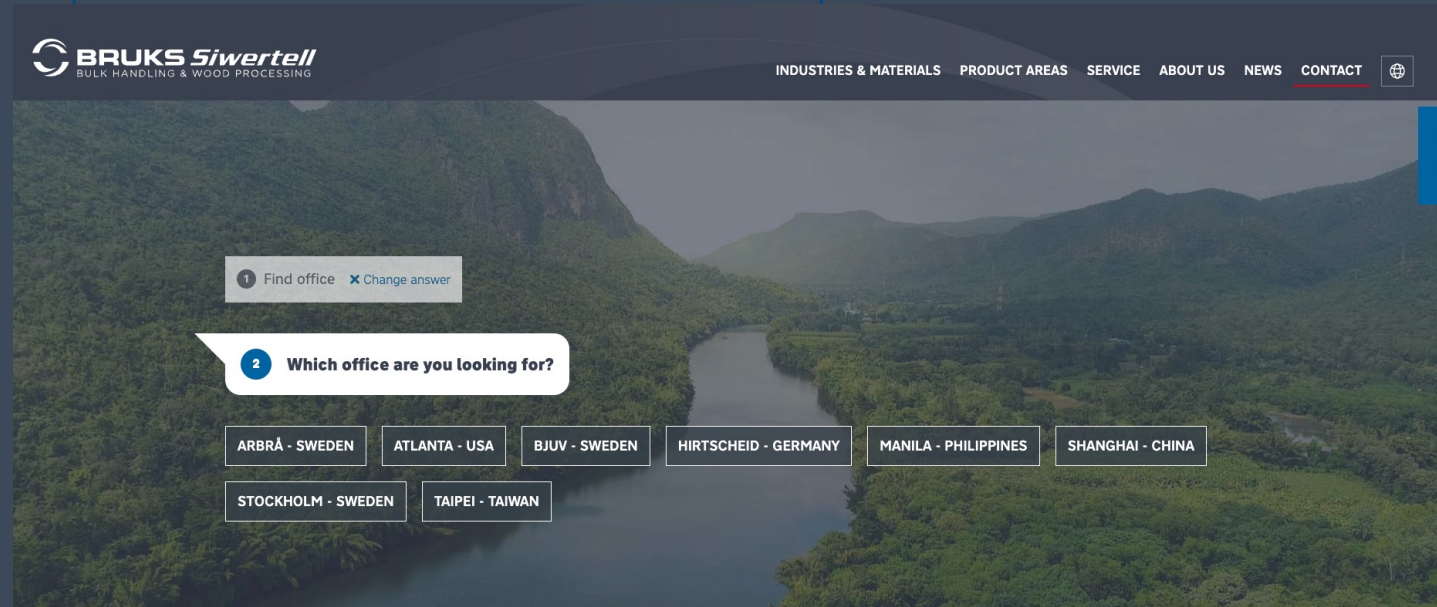 BRUKS Siwertell
BULK HANDLING & WOOD PROCESSING
INDUSTRIES & MATERIALS PRODUCT AREAS SERVICE ABOUT US NEWS CONTACT
1 Find office × Change answer
2 Which office are you looking for?
ARBRÅ - SWEDEN ATLANTA - USA BJUV - SWEDEN HIRTSCHEID - GERMANY MANILA - PHILIPPINES SHANGHAI - CHINA
STOCKHOLM - SWEDEN TAIPEI - TAIWAN